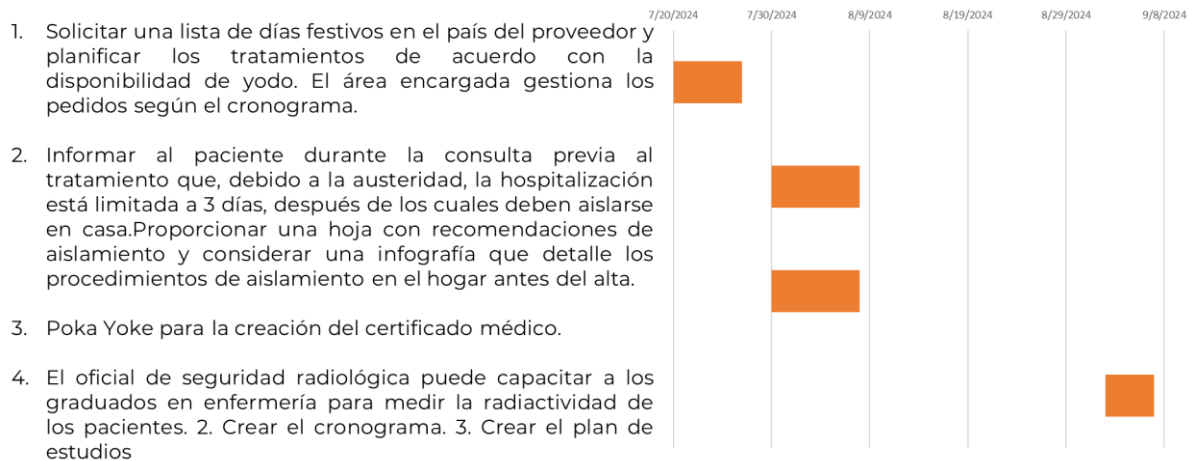 7/20/2024 7/30/2024 8/9/2024 8/19/2024 8/29/2024 9/8/2024
1. Solicitar una lista de días festivos en el país del proveedor y
planificar los tratamientos de acuerdo con la
disponibilidad de yodo. El área encargada gestiona los
pedidos según el cronograma.
2. Informar al paciente durante la consulta previa al
tratamiento que, debido a la austeridad, la hospitalización
está limitada a 3 días, después de los cuales deben aislarse
en casa.Proporcionar una hoja con recomendaciones de
aislamiento y considerar una infografía que detalle los
procedimientos de aislamiento en el hogar antes del alta.
3. Poka Yoke para la creación del certificado médico.
4. El oficial de seguridad radiológica puede capacitar a los
graduados en enfermería para medir la radiactividad de
los pacientes. 2. Crear el cronograma. 3. Crear el plan de
estudios